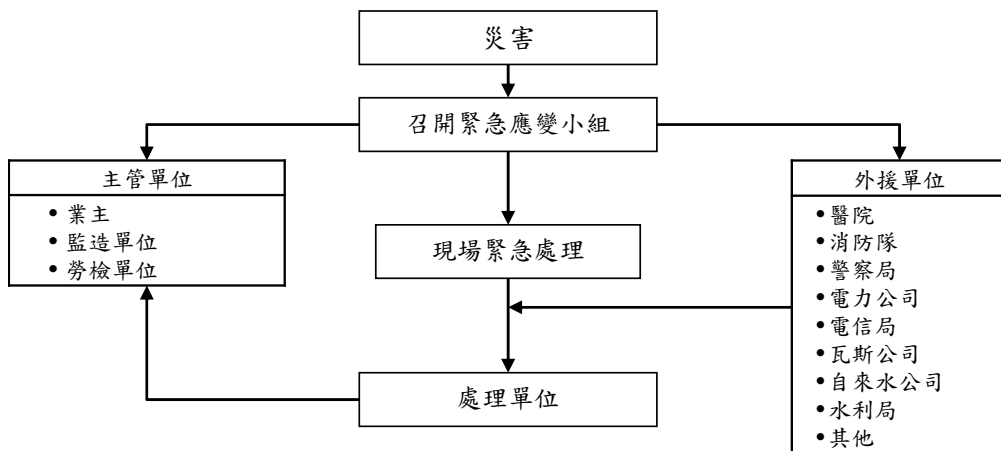 災害
召開緊急應變小組
主管單位
• 業主
• 監造單位
• 勞檢單位
現場緊急處理
處理單位
外援單位
•醫院
•消防隊
•警察局
•電力公司
•電信局
•瓦斯公司
•自來水公司
•水利局
•其他